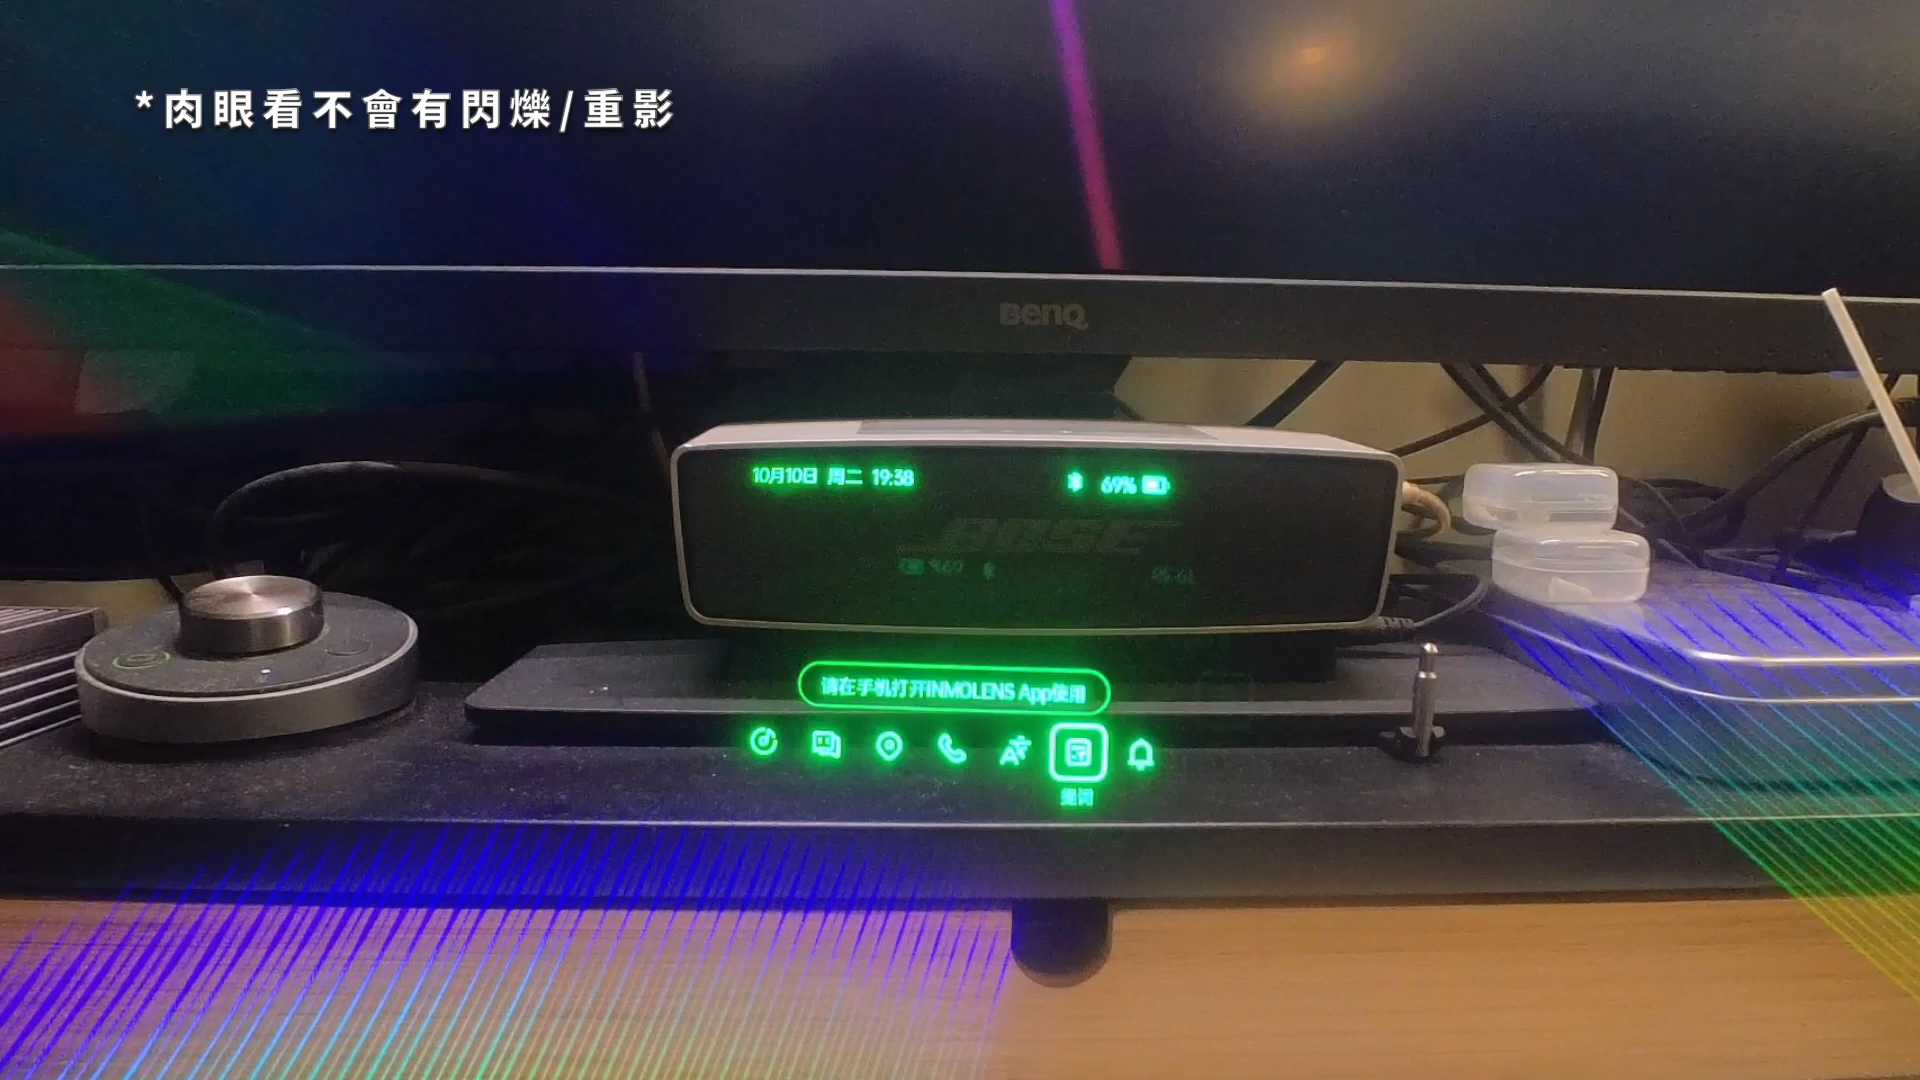 *肉眼看不會有閃爍/重影
BenQ
10月10日 周二 19:38
69%
BOSE
请在手机打开INMOLENS App使用
提词